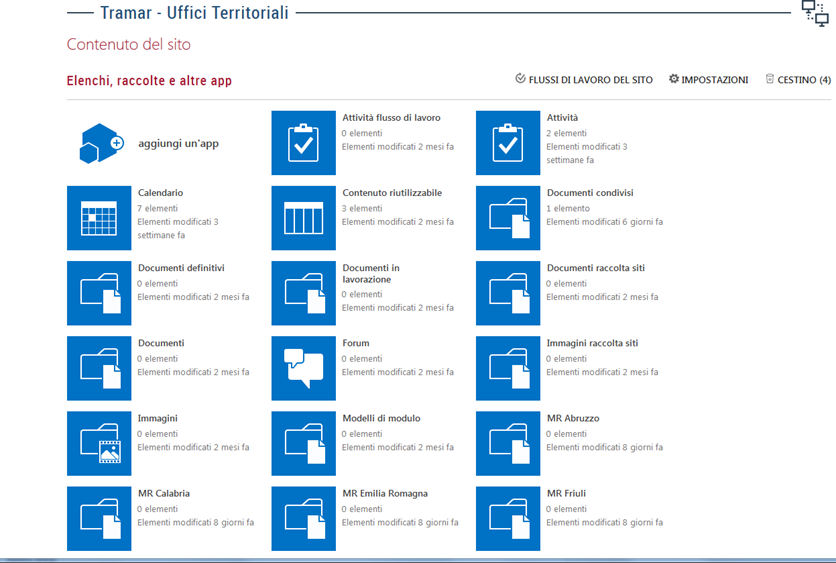 Tramar - Uffici Territoriali
Contenuto del sito
Elenchi, raccolte e altre app
FLUSSI DI LAVORO DEL SITO
IMPOSTAZIONI
CESTINO (4)
aggiungi un'app
Attività flusso di lavoro
0 elementi
Elementi modificati 2 mesi fa
Attività
2 elementi
Elementi modificati 3
settimane fa
Calendario
7 elementi
Elementi modificati 3
settimane fa
Contenuto riutilizzabile
3 elementi
Elementi modificati 2 mesi fa
Documenti condivisi
1 elemento
Elementi modificati 6 giorni fa
Documenti definitivi
0 elementi
Elementi modificati 2 mesi fa
Documenti in
lavorazione
0 elementi
Elementi modificati 2 mesi fa
Documenti raccolta siti
0 elementi
Elementi modificati 2 mesi fa
Documenti
0 elementi
Elementi modificati 2 mesi fa
Forum
0 elementi
Elementi modificati 2 mesi fa
Immagini raccolta siti
0 elementi
Elementi modificati 2 mesi fa
Immagini
0 elementi
Elementi modificati 2 mesi fa
Modelli di modulo
0 elementi
Elementi modificati 2 mesi fa
MR Abruzzo
0 elementi
Elementi modificati 8 giorni fa
MR Calabria
0 elementi
Elementi modificati 8 giorni fa
MR Emilia Romagna
0 elementi
Elementi modificati 8 giorni fa
MR Friuli
0 elementi
Elementi modificati 8 giorni fa